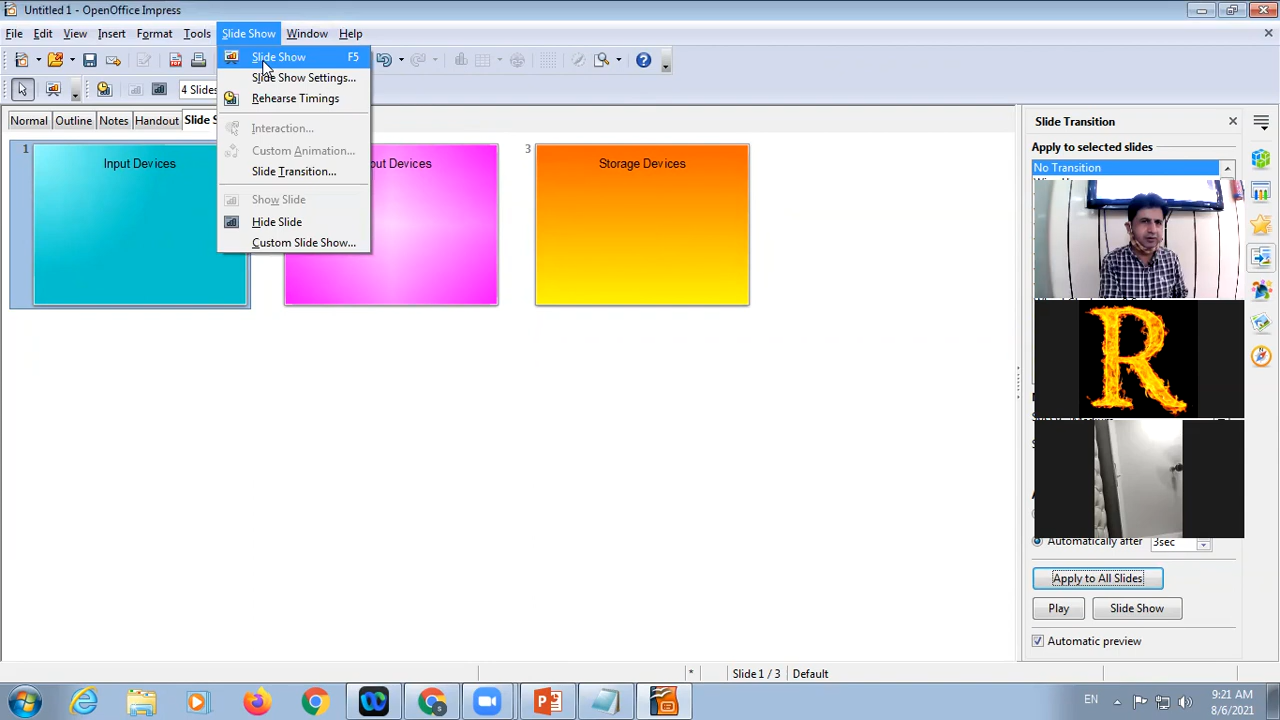 Untitled 1 - OpenOffice Impress
File Edit View Insert Format Tools Slide Show Window Help
Slide Show F5
Slide Show Settings...
Rehearse Timings
Interaction...
Custom Animation...
Slide Transition...
Show Slide
Hide Slide
Custom Slide Show...
4 Slides
Normal Outline Notes Handout Slide S
1 Input Devices
put Devices
3 Storage Devices
Slide Transition
Apply to selected slides
No Transition
R
Automatically after 3sec
Apply to All Slides
Play Slide Show
Automatic preview
* Slide 1 / 3 Default
EN 9:21 AM
8/6/2021